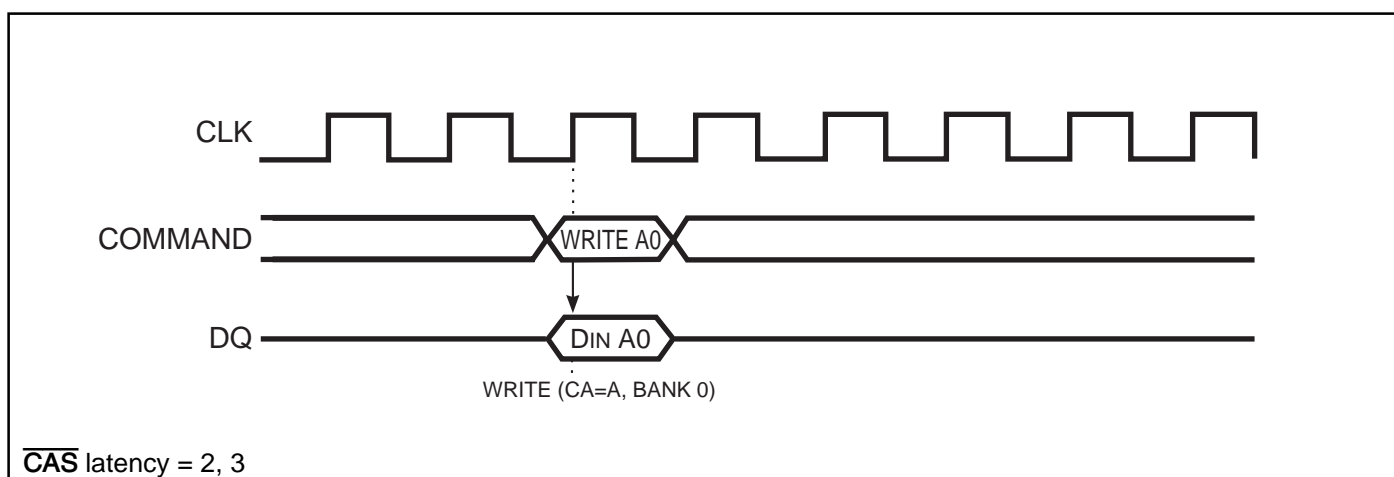 CLK
COMMAND
WRITE A0
DQ
DIN A0
WRITE (CA=A, BANK 0)
CAS latency = 2, 3